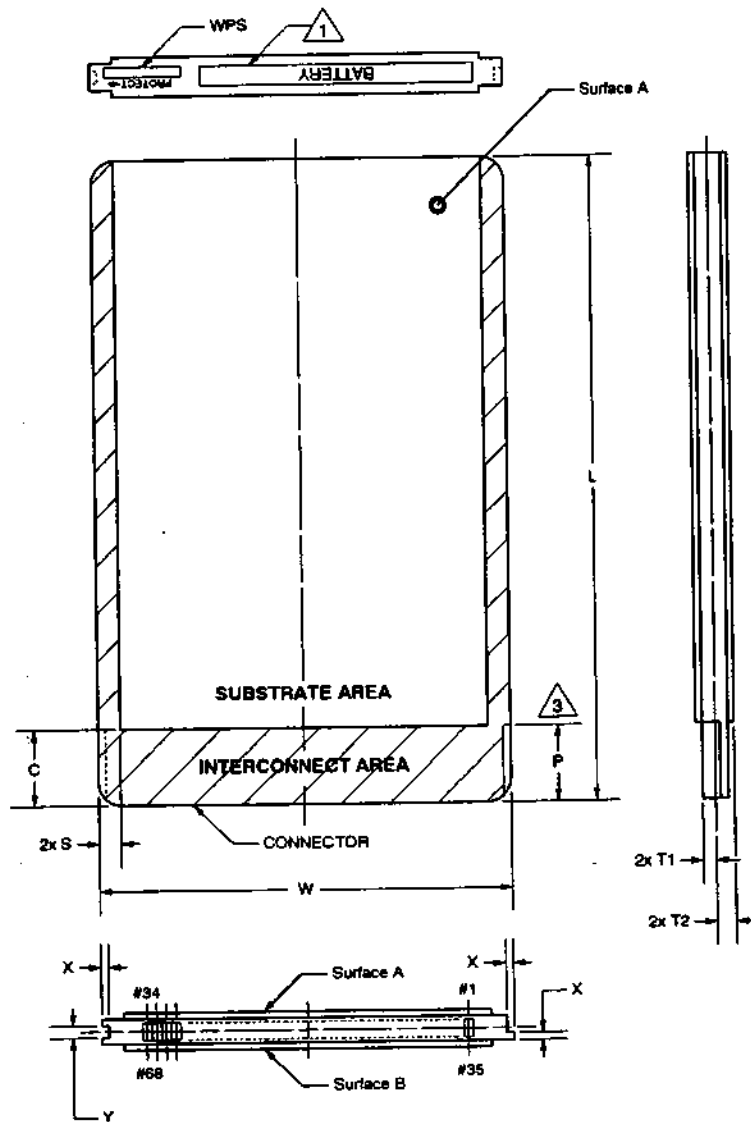 WPS
1
PROTECT
BATTERY
Surface A
L
SUBSTRATE AREA
3
C
INTERCONNECT AREA
P
2x S
CONNECTOR
W
2x T1
2x T2
X
Surface A
X
#34
#1
X
#68
#35
Surface B
Y